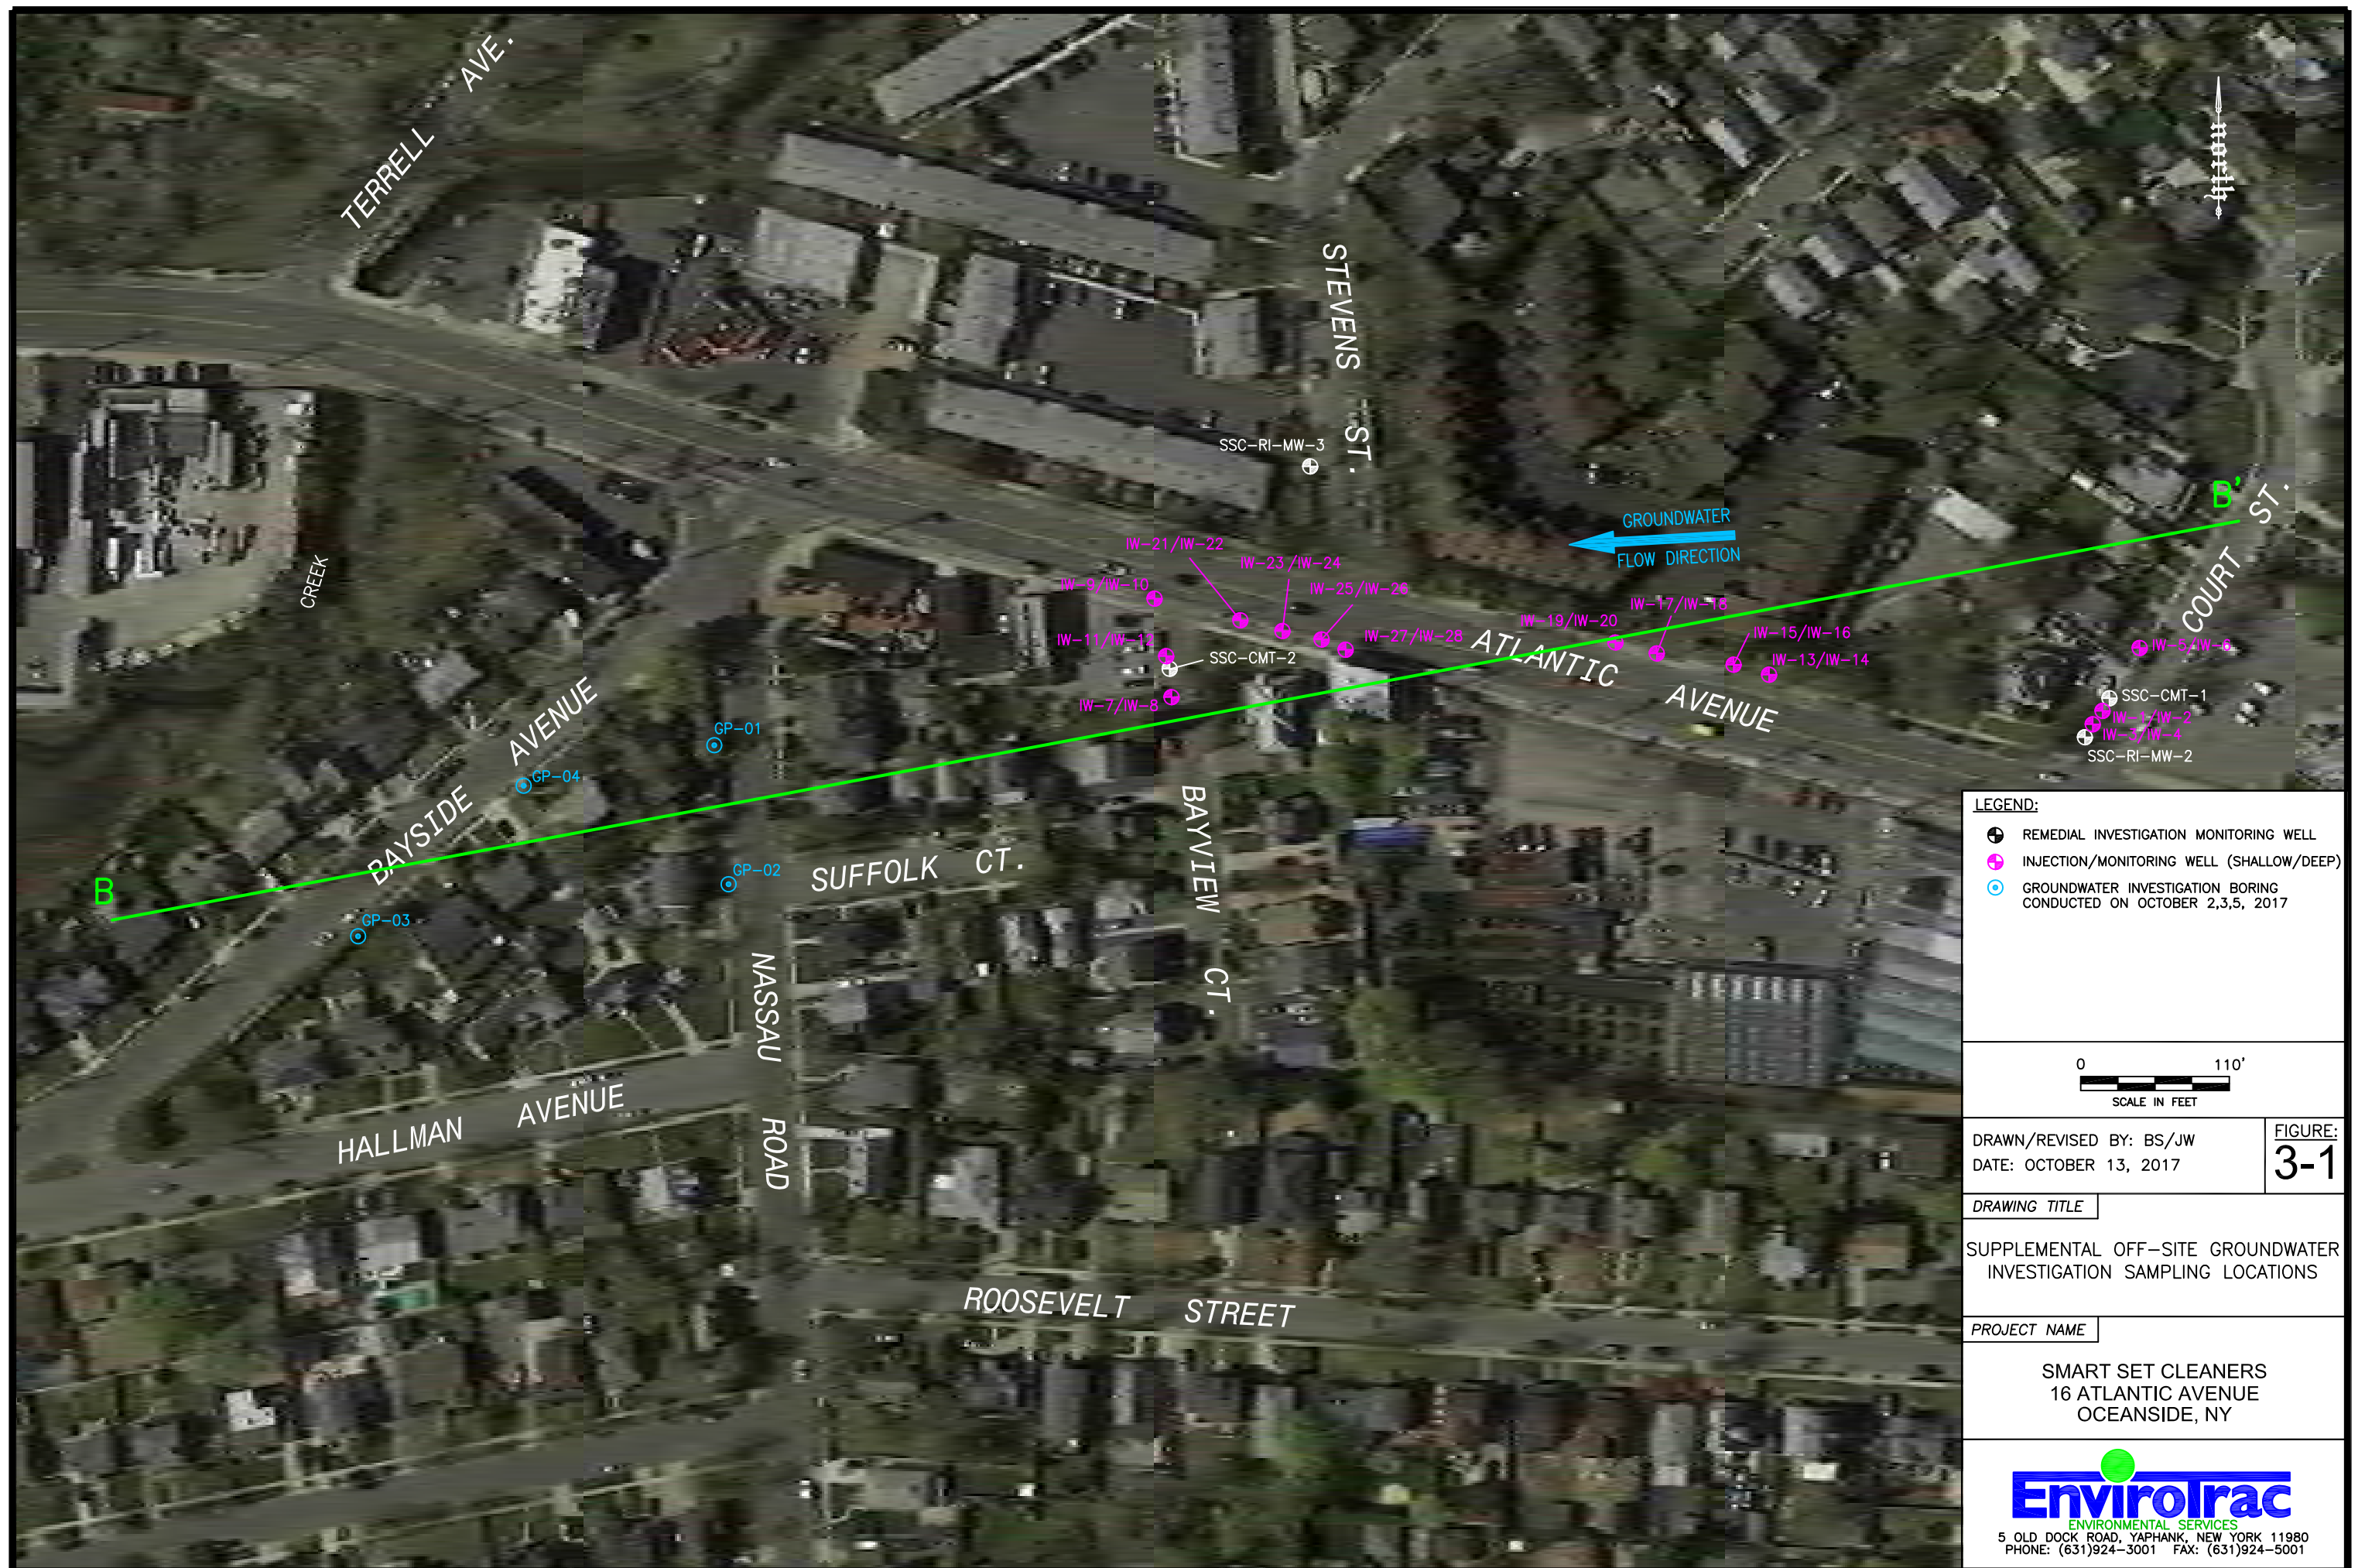 TERRELL AVE.
north
STEVENS ST.
SSC-RI-MW-3
B'
COURT ST.
GROUNDWATER
FLOW DIRECTION
IW-21/IW-22
IW-23/IW-24
IW-9/IW-10
IW-25/IW-26
IW-19/IW-20
IW-17/IW-18
IW-11/IW-12
IW-27/IW-28
IW-15/IW-16
IW-5/IW-6
SSC-CMT-2
ATLANTIC AVENUE
IW-13/IW-14
CREEK
IW-7/IW-8
SSC-CMT-1
IW-1/IW-2
IW-3/IW-4
SSC-RI-MW-2
GP-01
GP-04
BAYSIDE AVENUE
BAYVIEW CT.
B
GP-02
SUFFOLK CT.
GP-03
NASSAU ROAD
HALLMAN AVENUE
ROOSEVELT STREET
LEGEND:
REMEDIAL INVESTIGATION MONITORING WELL
INJECTION/MONITORING WELL (SHALLOW/DEEP)
GROUNDWATER INVESTIGATION BORING
CONDUCTED ON OCTOBER 2,3,5, 2017
0 110'
SCALE IN FEET
DRAWN/REVISED BY: BS/JW
DATE: OCTOBER 13, 2017
FIGURE:
3-1
DRAWING TITLE
SUPPLEMENTAL OFF-SITE GROUNDWATER
INVESTIGATION SAMPLING LOCATIONS
PROJECT NAME
SMART SET CLEANERS
16 ATLANTIC AVENUE
OCEANSIDE, NY
EnviroTrac
ENVIRONMENTAL SERVICES
5 OLD DOCK ROAD, YAPHANK, NEW YORK 11980
PHONE: (631)924-3001 FAX: (631)924-5001